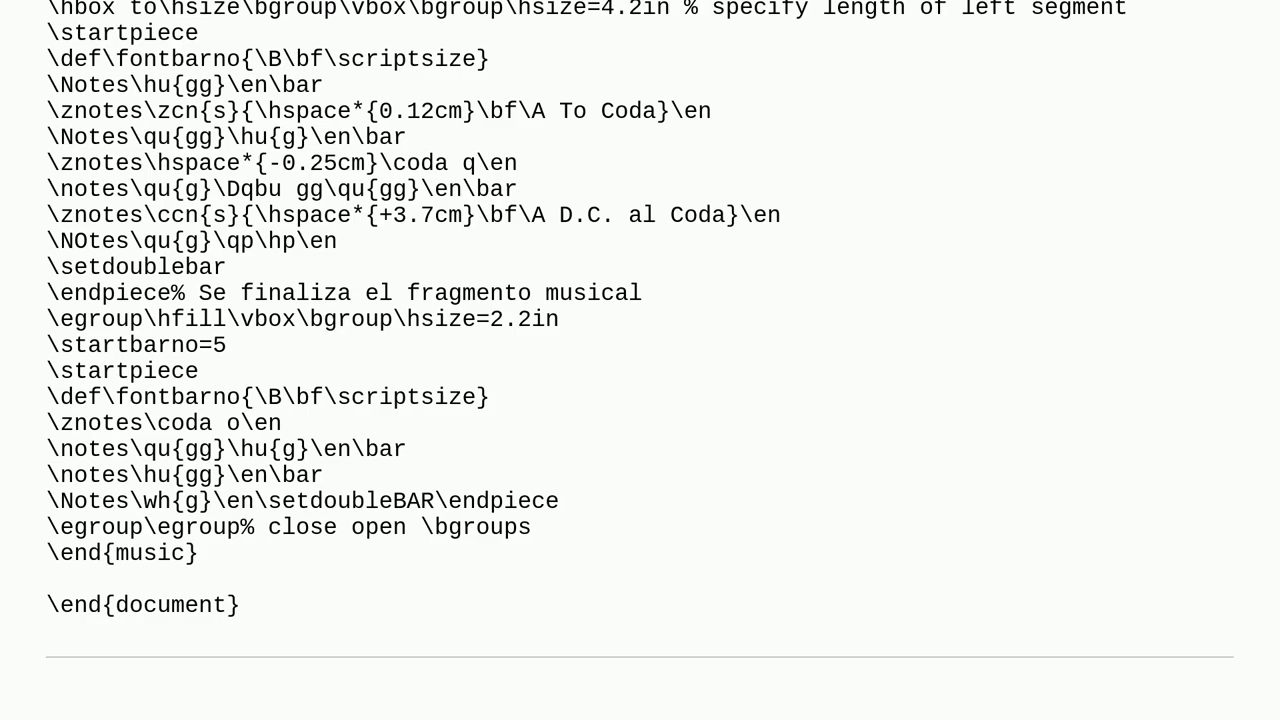 \hbox to\hsize\bgroup\vbox\bgroup\hsize=4.2in % specify length of left segment
\startpiece
\def\fontbarno{\B\bf\scriptsize}
\Notes\hu{gg}\en\bar
\znotes\zcn{s}{\hspace*{0.12cm}\bf\A To Coda}\en
\Notes\qu{gg}\hu{g}\en\bar
\znotes\hspace*{-0.25cm}\coda q\en
\notes\qu{g}\Dqbu gg\qu{gg}\en\bar
\znotes\ccn{s}{\hspace*{+3.7cm}\bf\A D.C. al Coda}\en
\NOtes\qu{g}\qp\hp\en
\setdoublebar
\endpiece% Se finaliza el fragmento musical
\egroup\hfill\vbox\bgroup\hsize=2.2in
\startbarno=5
\startpiece
\def\fontbarno{\B\bf\scriptsize}
\znotes\coda o\en
\notes\qu{gg}\hu{g}\en\bar
\notes\hu{gg}\en\bar
\Notes\wh{g}\en\setdoubleBAR\endpiece
\egroup\egroup% close open \bgroups
\end{music}
\end{document}